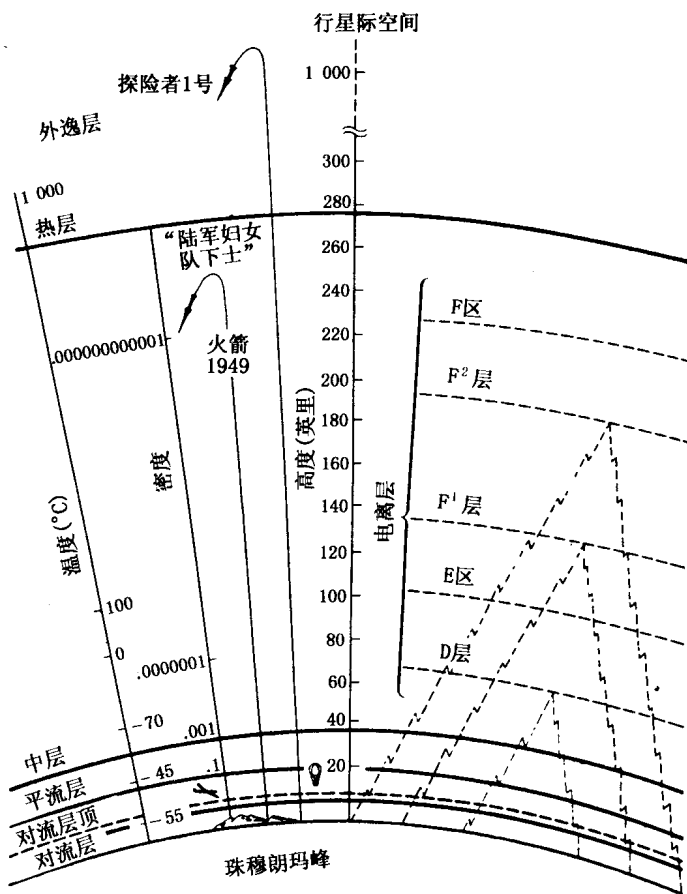 行星际空间
1 000
探险者1号
外逸层
300
1 000
280
热层
“陆军妇女
队下士”
260
240
F区
.000000000001
火箭
1949
220
200
F² 层
密度
高度(英里)
180
160
电离层
温度(°C)
140
F¹ 层
120
E区
100
100
0
80
D层
.0000001
60
-70
.001
40
中层
-45
.1
20
平流层
对流层顶
-55
对流层
珠穆朗玛峰